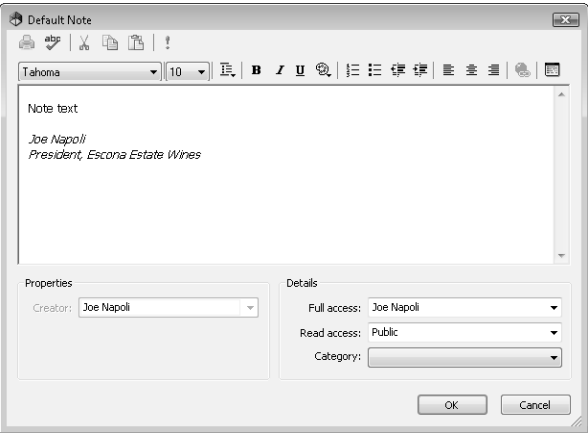 Default Note
abc
Tahoma
10
B I U
Note text
Joe Napoli
President, Escona Estate Wines
Properties
Creator: Joe Napoli
Details
Full access: Joe Napoli
Read access: Public
Category:
OK
Cancel